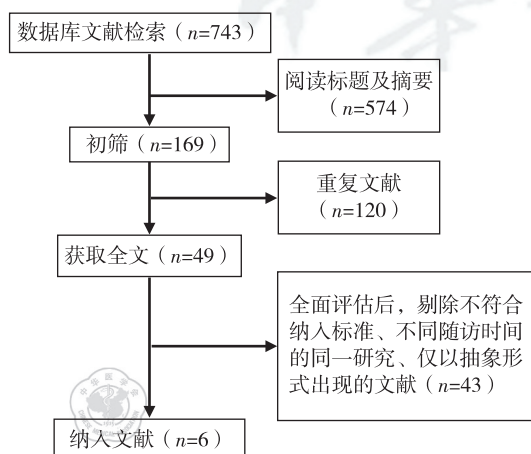 数据库文献检索（n=743）
阅读标题及摘要
（n=574）
初筛（n=169）
重复文献
（n=120）
获取全文（n=49）
全面评估后，剔除不符合
纳入标准、不同随访时间
的同一研究、仅以抽象形
式出现的文献（n=43）
纳入文献（n=6）